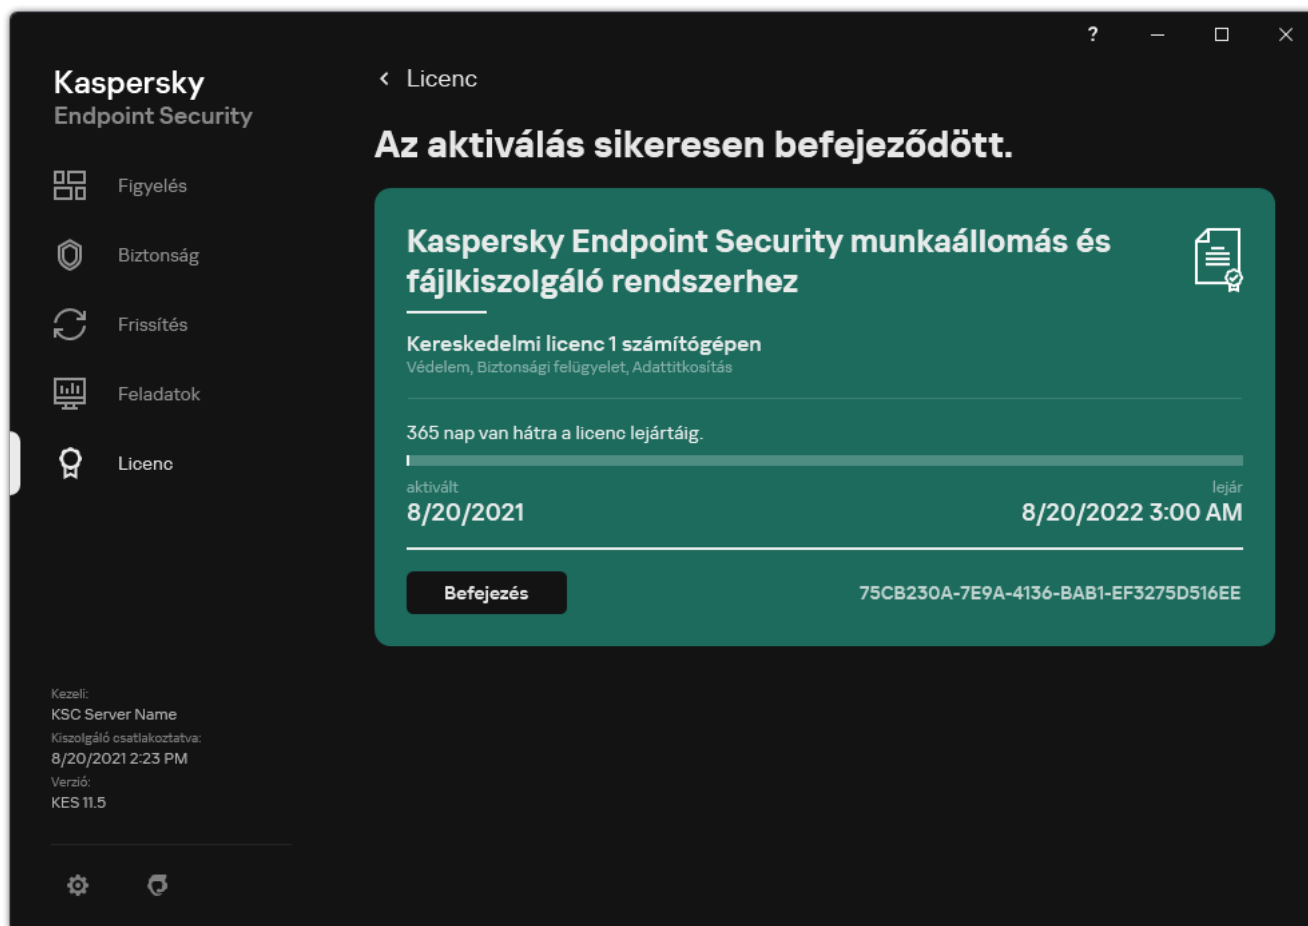 ?
Kaspersky
Endpoint Security
Figyelés
Biztonság
Frissítés
Feladatok
Licenc
Kezeli:
KSC Server Name
Kiszolgáló csatlakoztatva:
8/20/2021 2:23 PM
Verzió:
KES 11.5
Licenc
Az aktiválás sikeresen befejeződött.
Kaspersky Endpoint Security munkaállomás és
fájlkiszolgáló rendszerhez
Kereskedelmi licenc 1 számítógépen
Védelem, Biztonsági felügyelet, Adattitkosítás
365 nap van hátra a licenc lejártáig.
aktivált lejár
8/20/2021 8/20/2022 3:00 AM
Befejezés 75CB230A-7E9A-4136-BAB1-EF3275D516EE